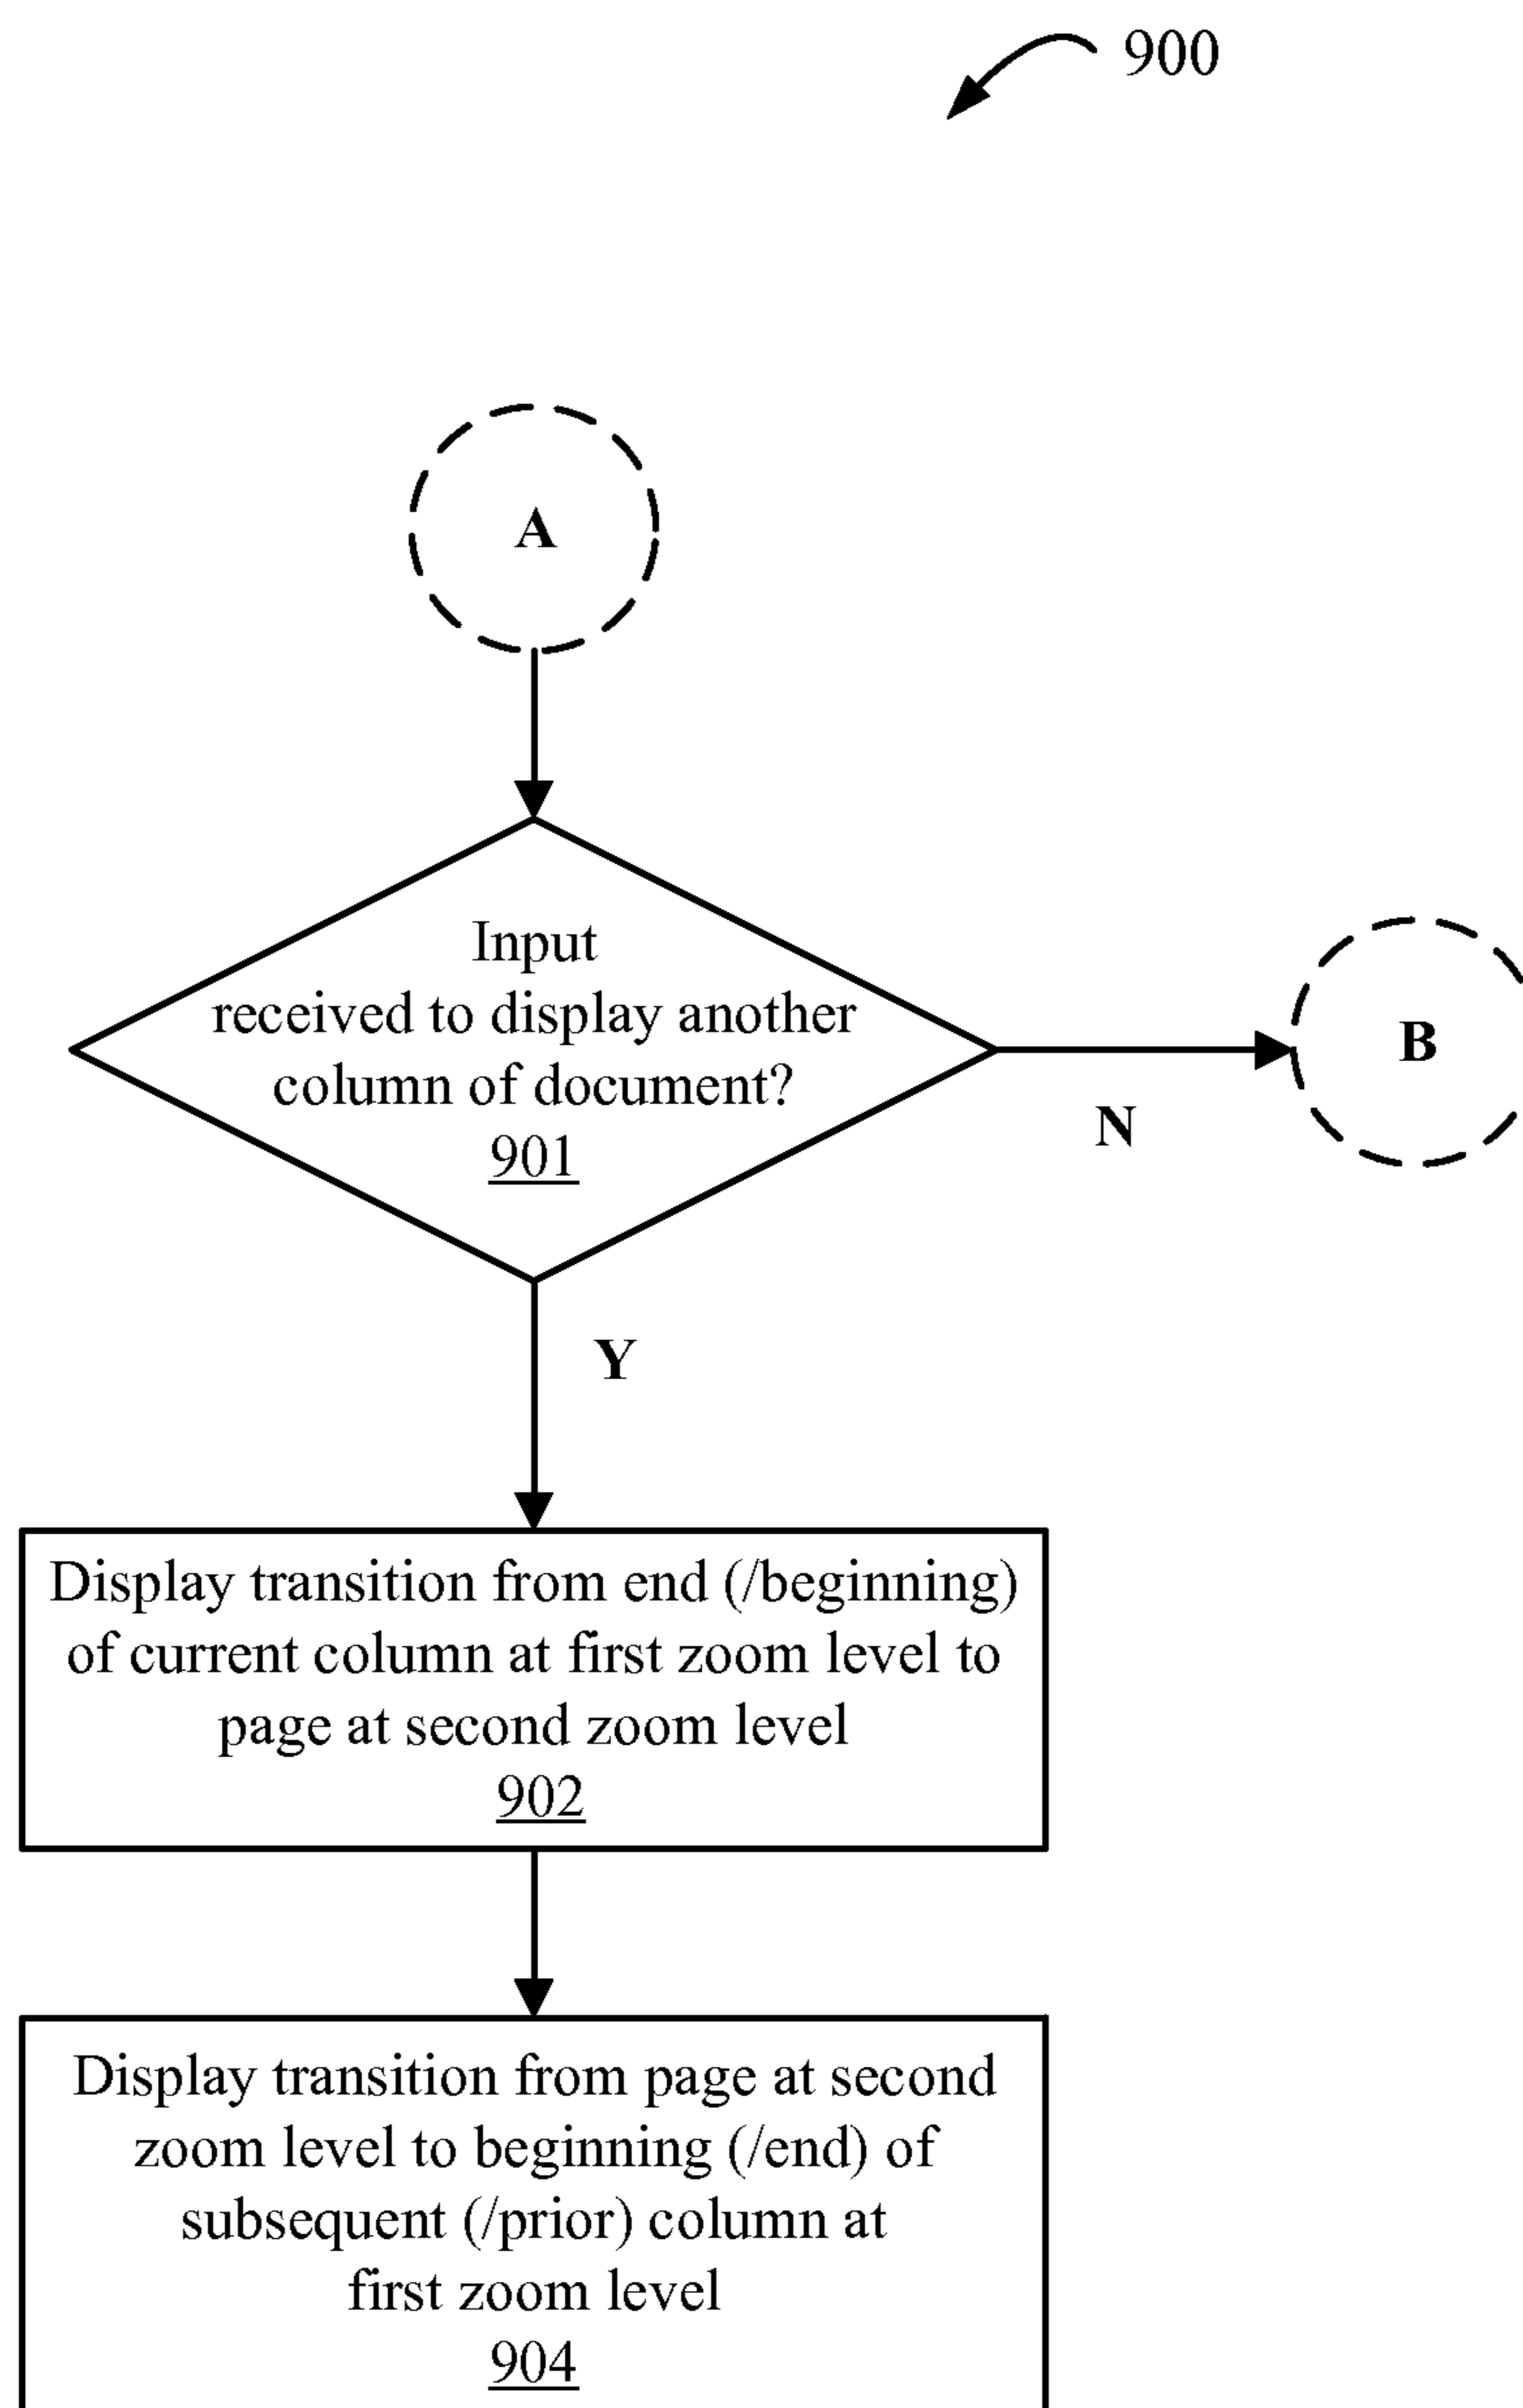 900
A
Input
received to display another
column of document?
901
B
N
Y
Display transition from end (/beginning)
of current column at first zoom level to
page at second zoom level
902
Display transition from page at second
zoom level to beginning (/end) of
subsequent (/prior) column at
first zoom level
904